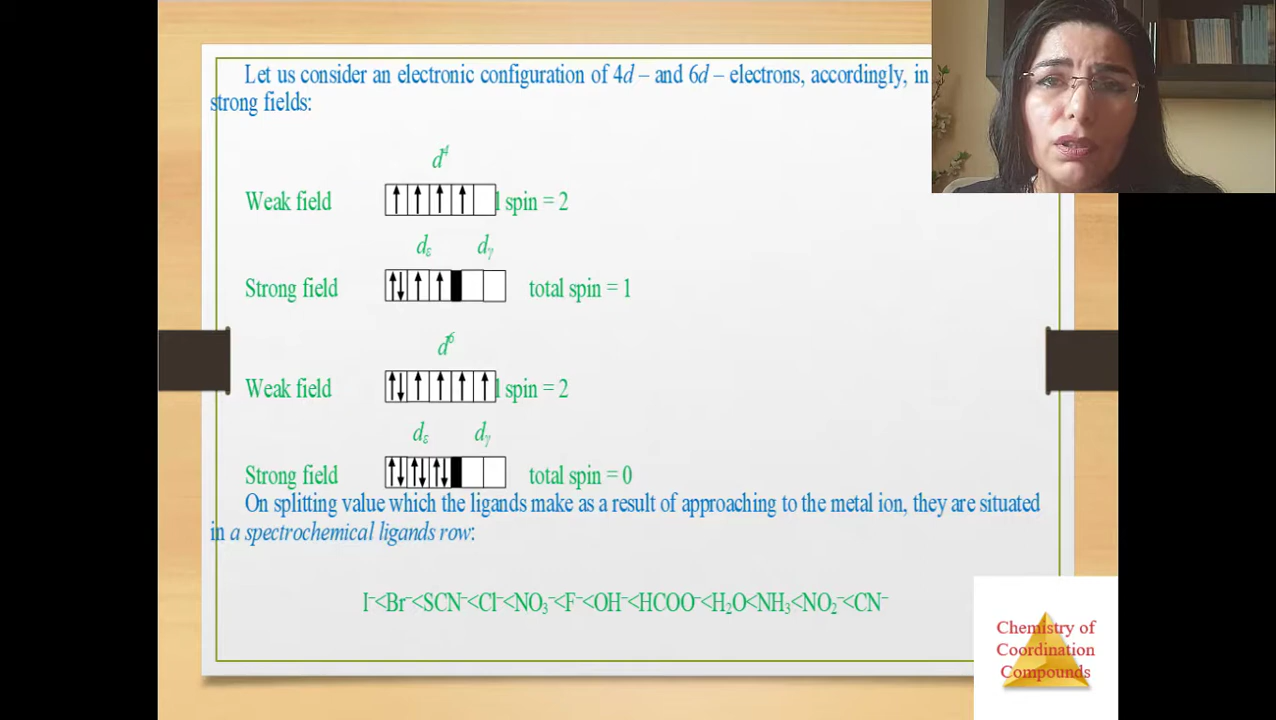 Let us consider an electronic configuration of 4d – and 6d – electrons, accordingly, in
strong fields:
d⁴
Weak field l spin = 2
dε dγ
Strong field total spin = 1
d⁶
Weak field l spin = 2
dε dγ
Strong field total spin = 0
On splitting value which the ligands make as a result of approaching to the metal ion, they are situated
in a spectrochemical ligands row:
I⁻<Br⁻<SCN⁻<Cl⁻<NO₃⁻<F⁻<OH⁻<HCOO⁻<H₂O<NH₃<NO₂⁻<CN⁻
Chemistry of
Coordination
Compounds